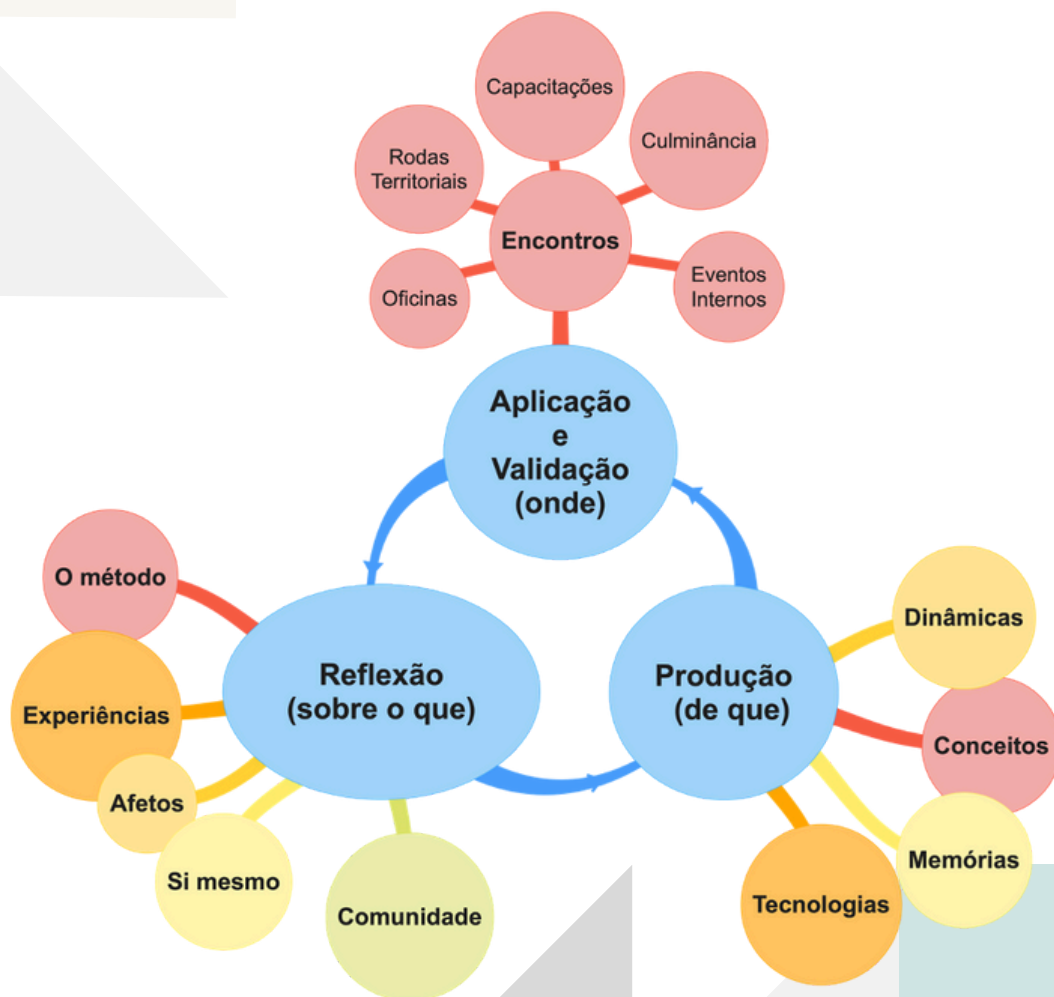 Capacitações
Culminância
Rodas
Territoriais
Encontros
Eventos
Internos
Oficinas
Aplicação
e
Validação
(onde)
O método
Reflexão
(sobre o que)
Experiências
Afetos
Si mesmo
Comunidade
Produção
(de que)
Dinâmicas
Conceitos
Memórias
Tecnologias